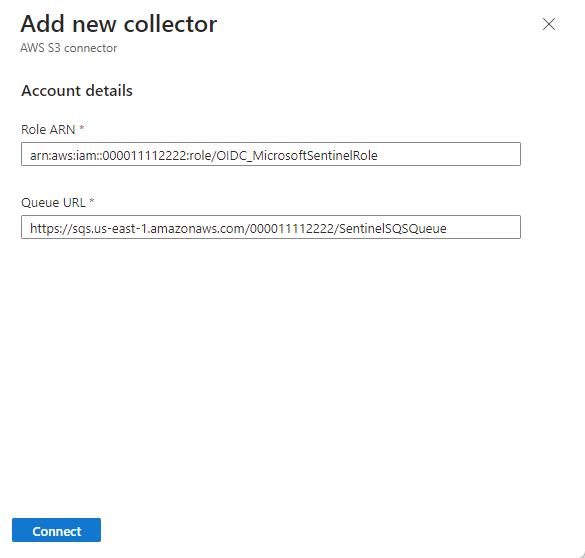 Add new collector
AWS S3 connector
Account details
Role ARN *
arn:aws:iam::000011112222:role/OIDC_MicrosoftSentinelRole
Queue URL *
https://sqs.us-east-1.amazonaws.com/000011112222/SentinelSQSQueue
Connect